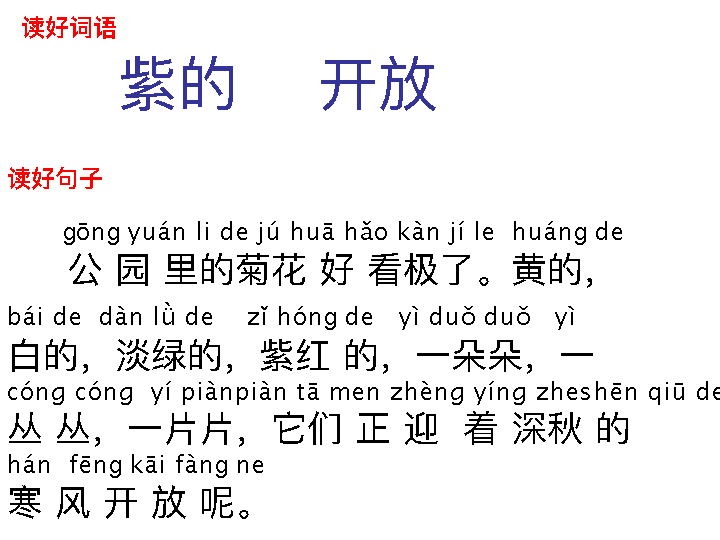 读好词语
紫的 开放
读好句子
gōng yuán li de jú huā hǎo kàn jí le huáng de
公 园 里的菊花 好 看极了。黄的，
bái de dàn lǜ de zǐ hóng de yì duǒ duǒ yì
白的，淡绿的，紫红 的，一朵朵，一
cóng cóng yí piànpiàn tā men zhèng yíng zheshēn qiū de
丛 丛，一片片，它们 正 迎 着 深秋 的
hán fēng kāi fàng ne
寒 风 开 放 呢。